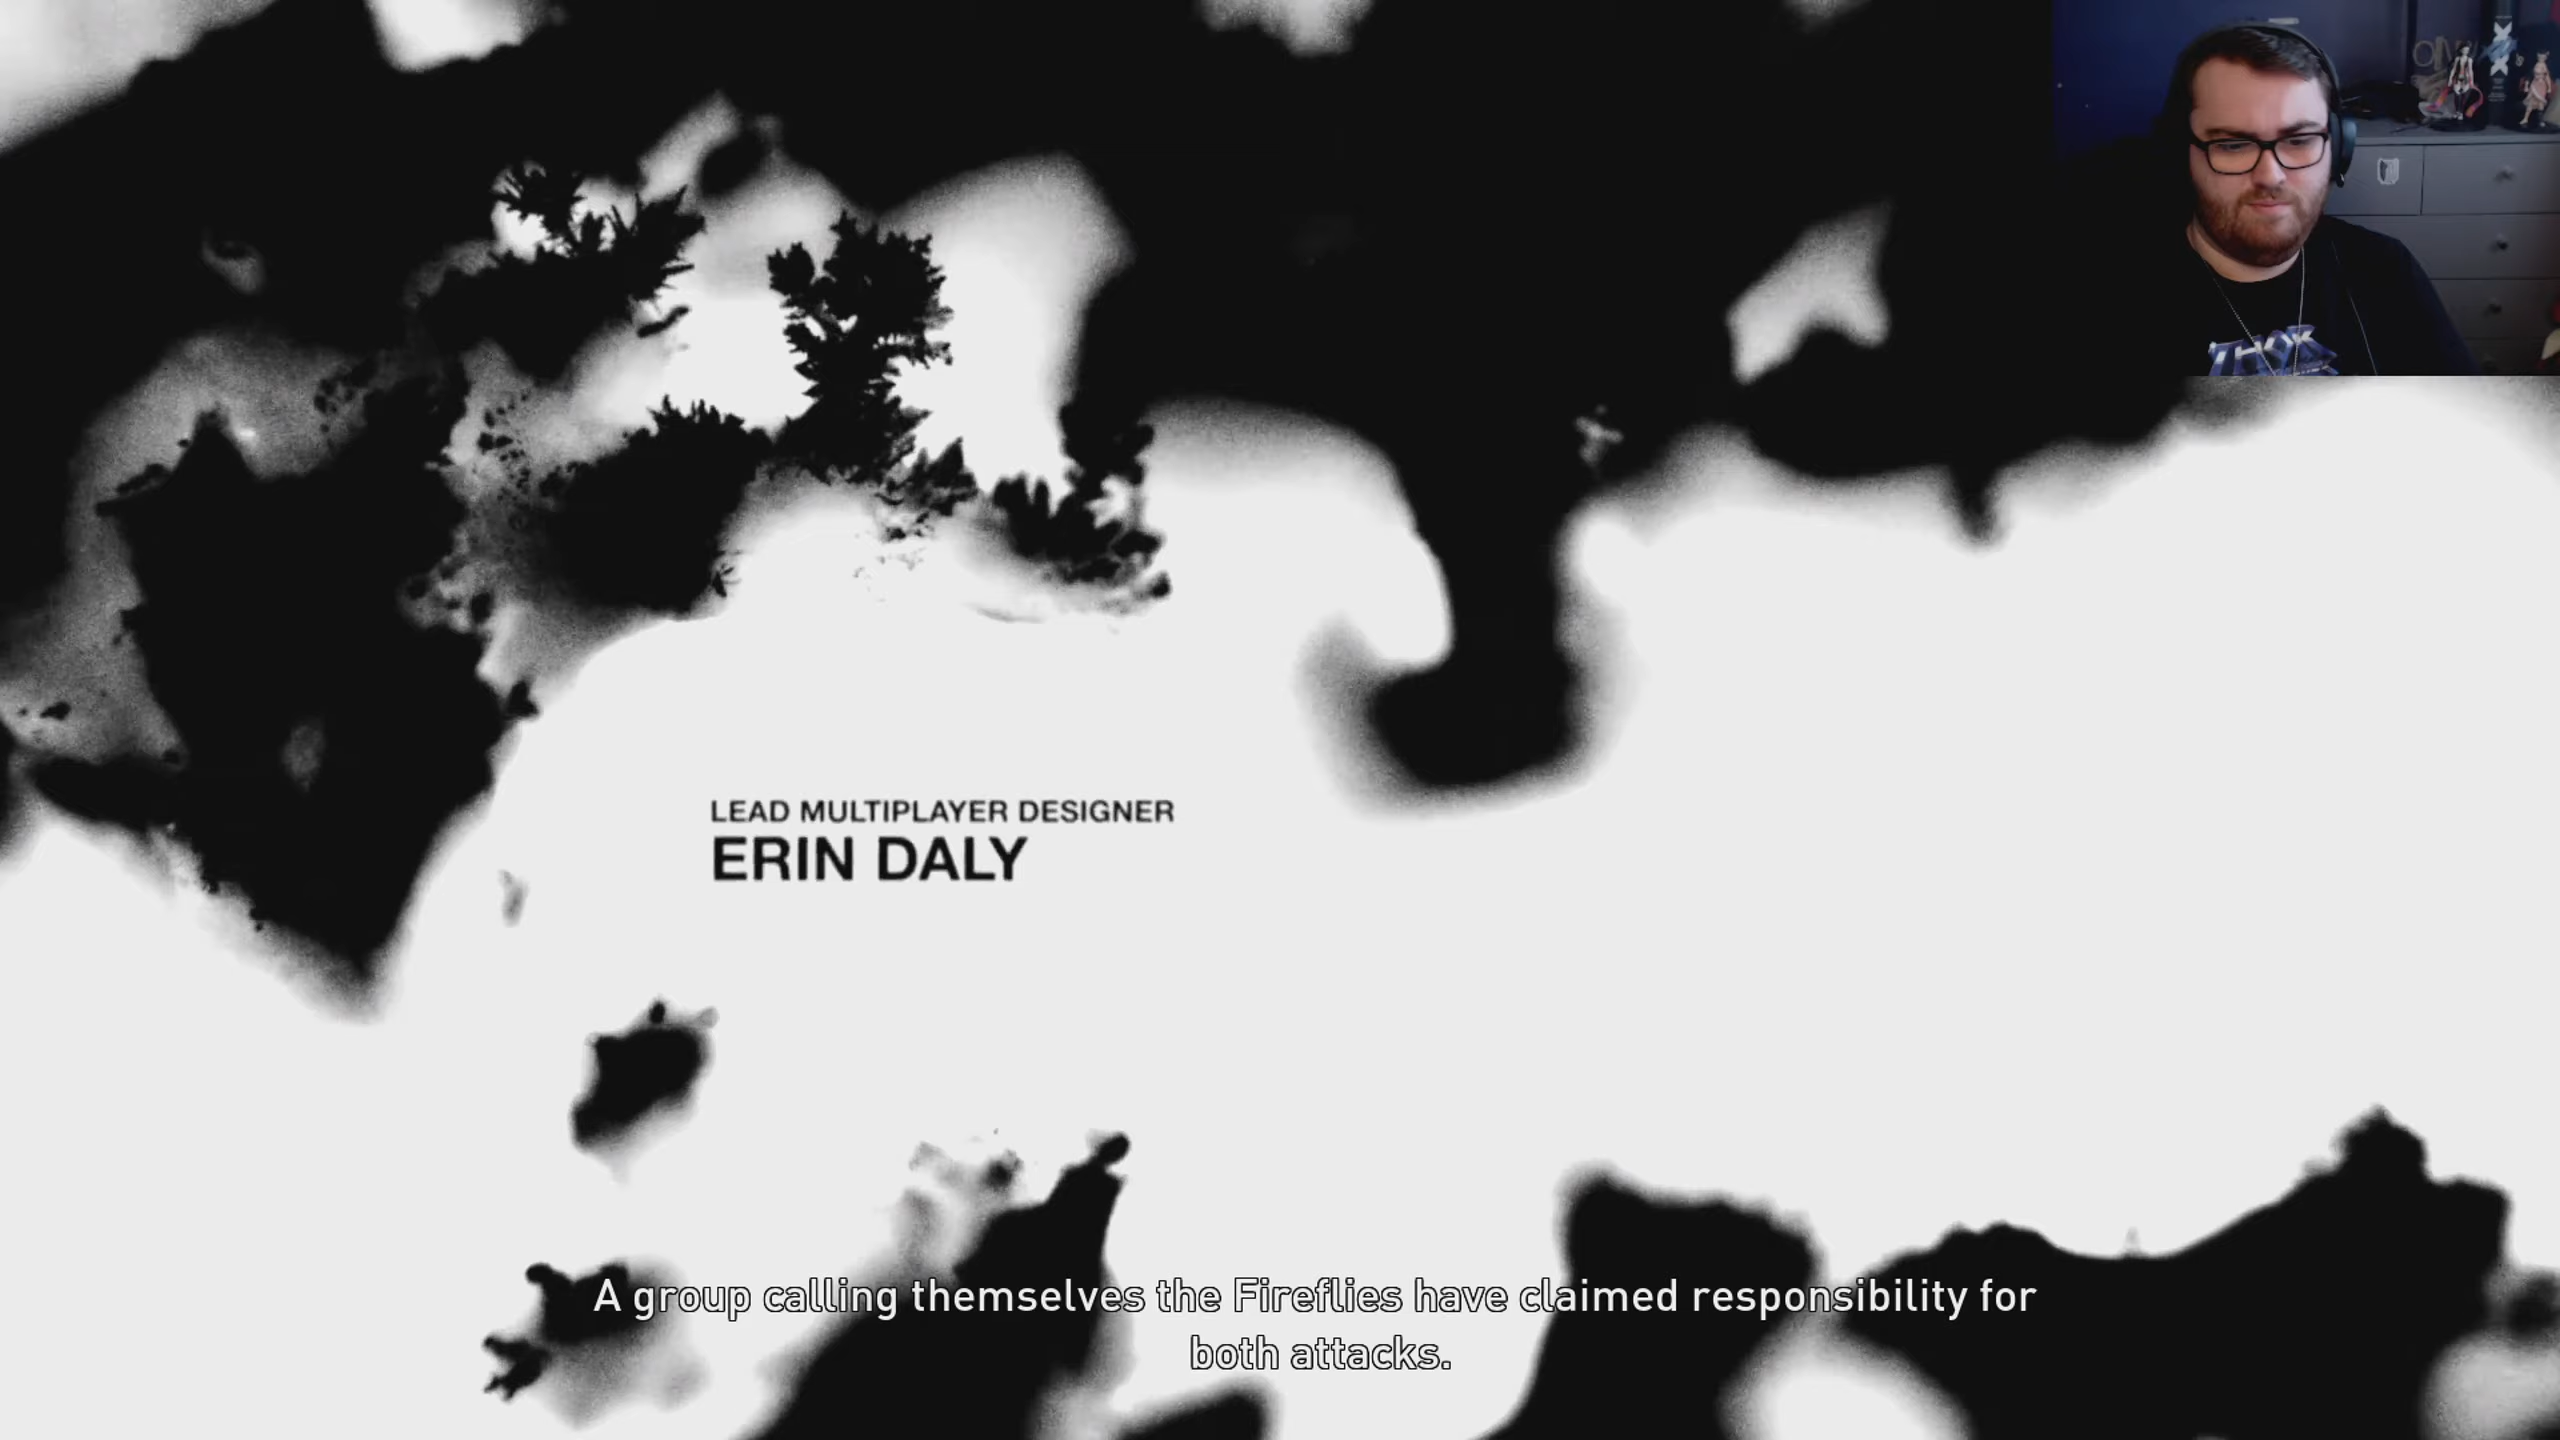 THOR
LEAD MULTIPLAYER DESIGNER
ERIN DALY
A group calling themselves the Fireflies have claimed responsibility for
both attacks.